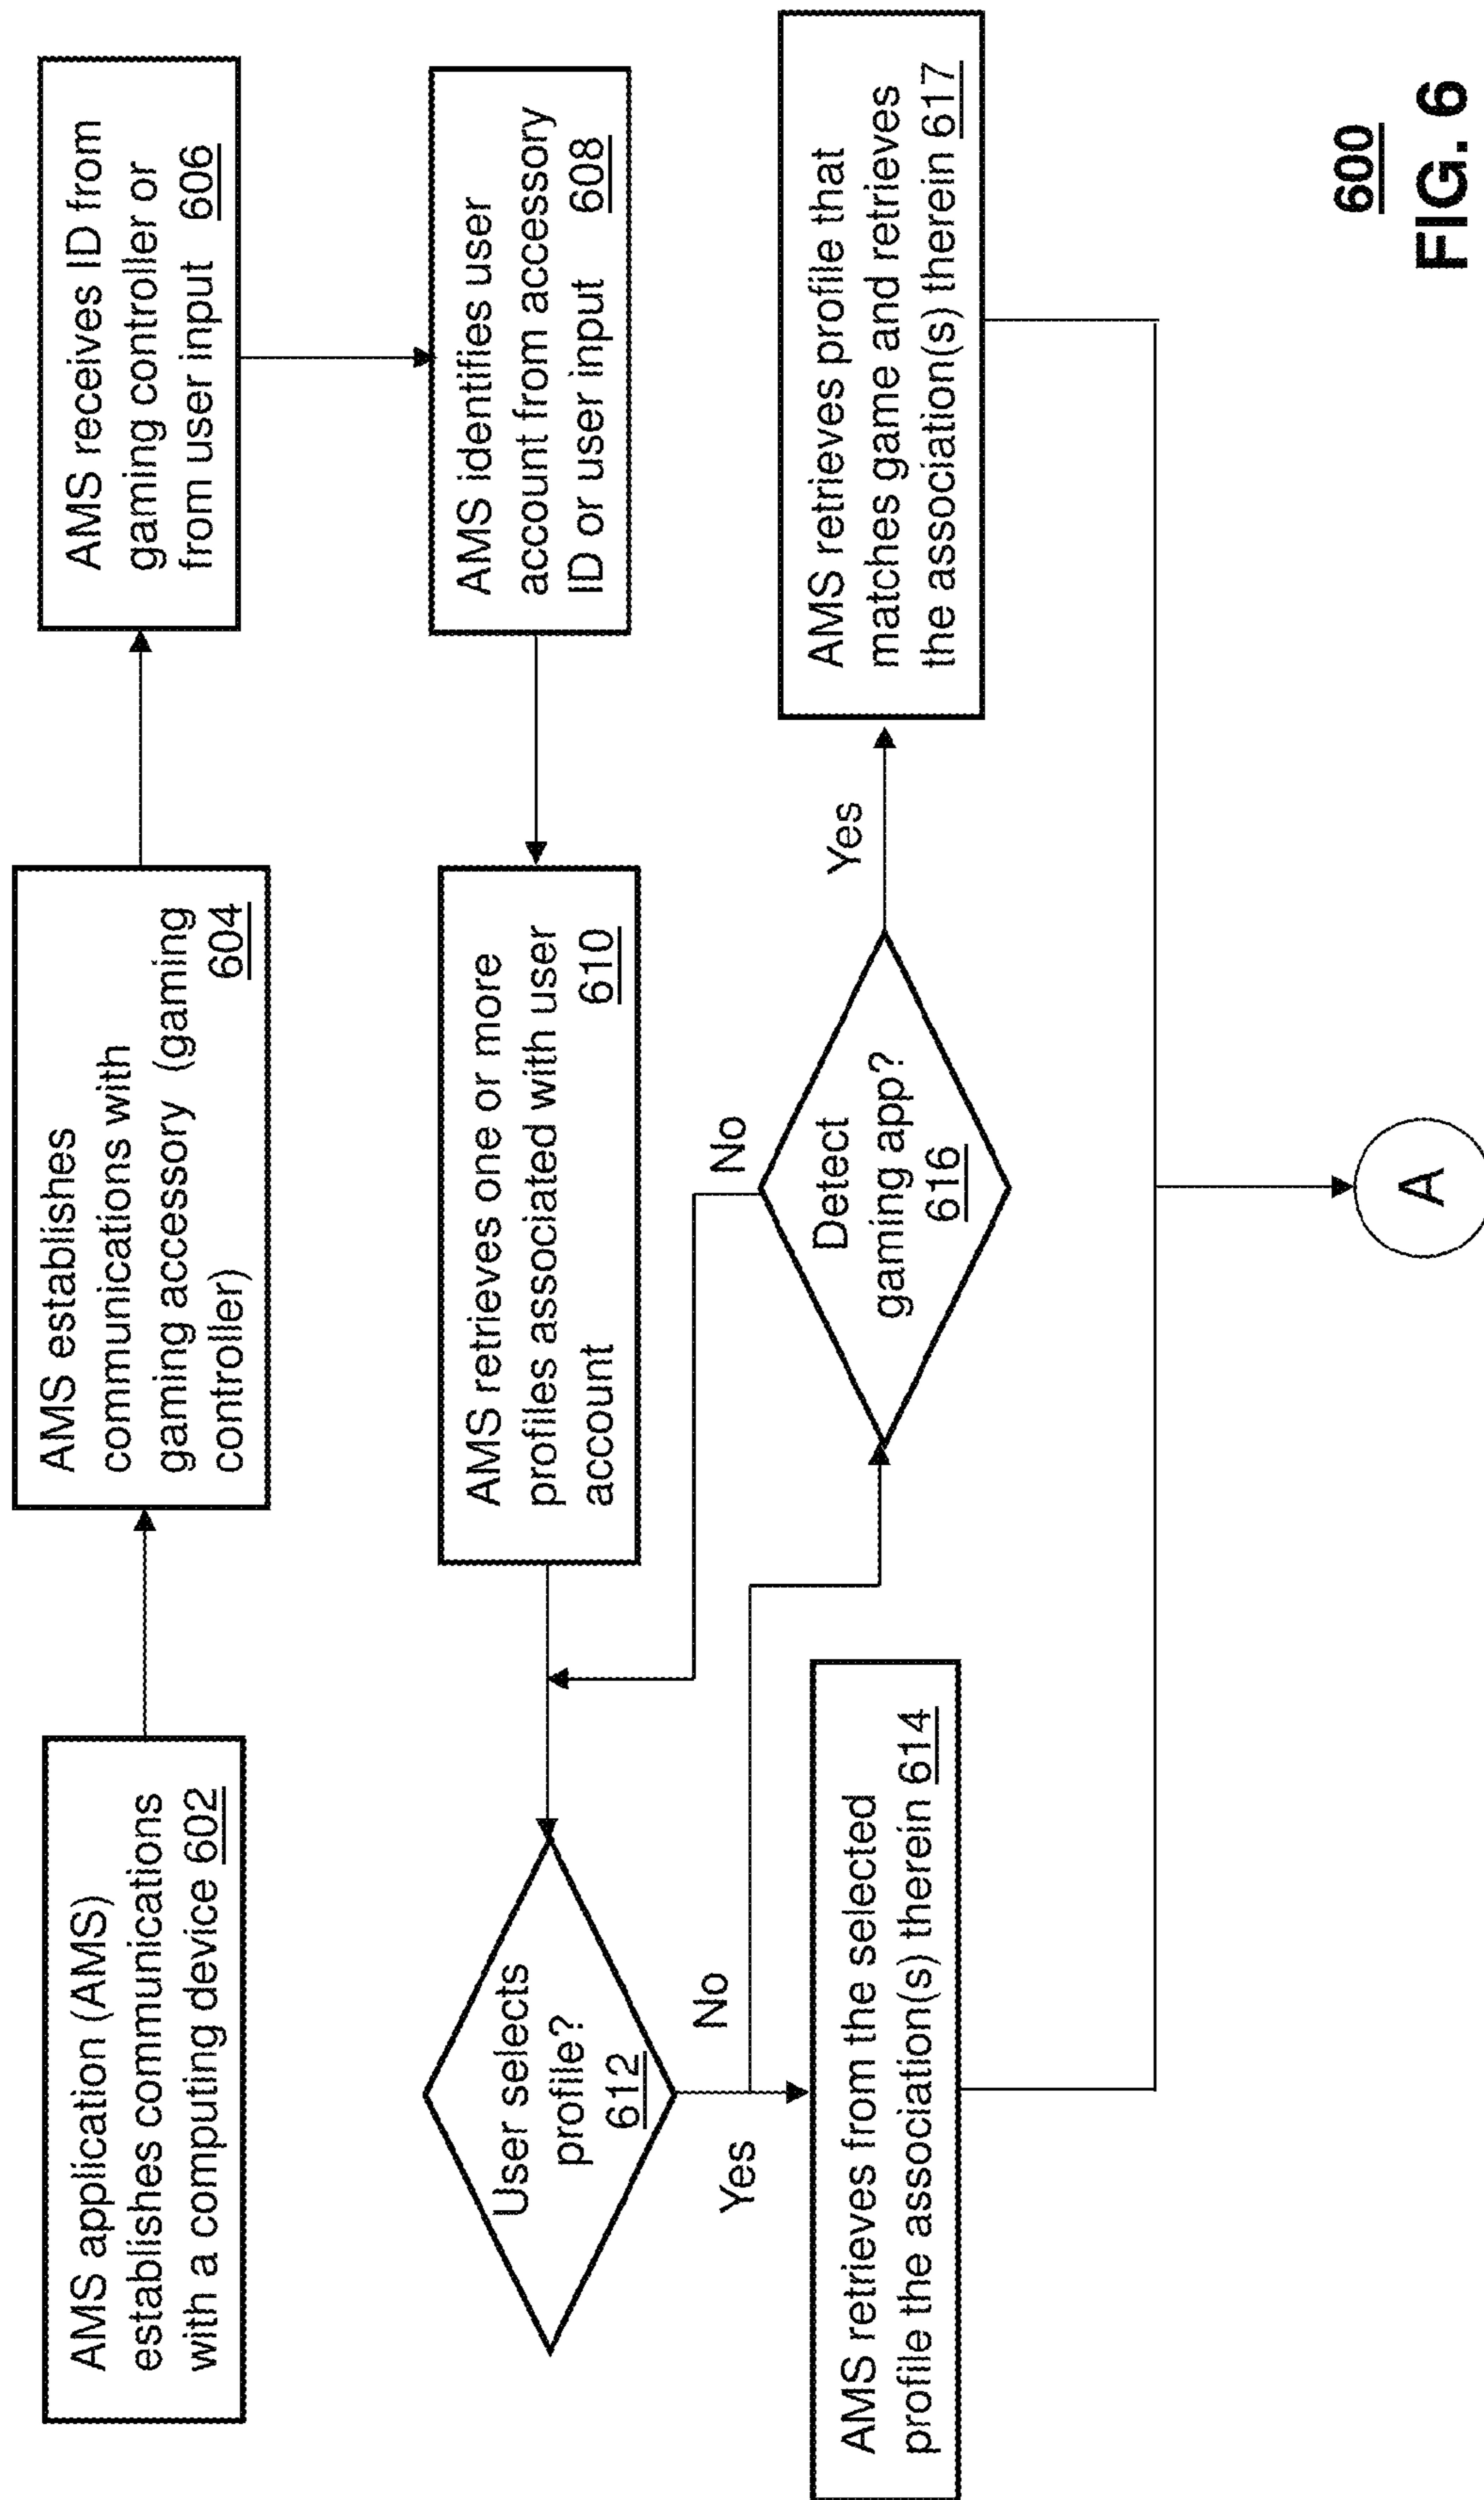 AMS application (AMS)
establishes communications
with a computing device 602
AMS establishes
communications with
gaming accessory (gaming
controller) 604
AMS receives ID from
gaming controller or
from user input 606
AMS identifies user
account from accessory
ID or user input 608
AMS retrieves one or more
profiles associated with user
account 610
User selects
profile?
612
No
Yes
AMS retrieves from the selected
profile the association(s) therein 614
Detect
gaming app?
616
No
Yes
AMS retrieves profile that
matches game and retrieves
the association(s) therein 617
A
600
FIG. 6